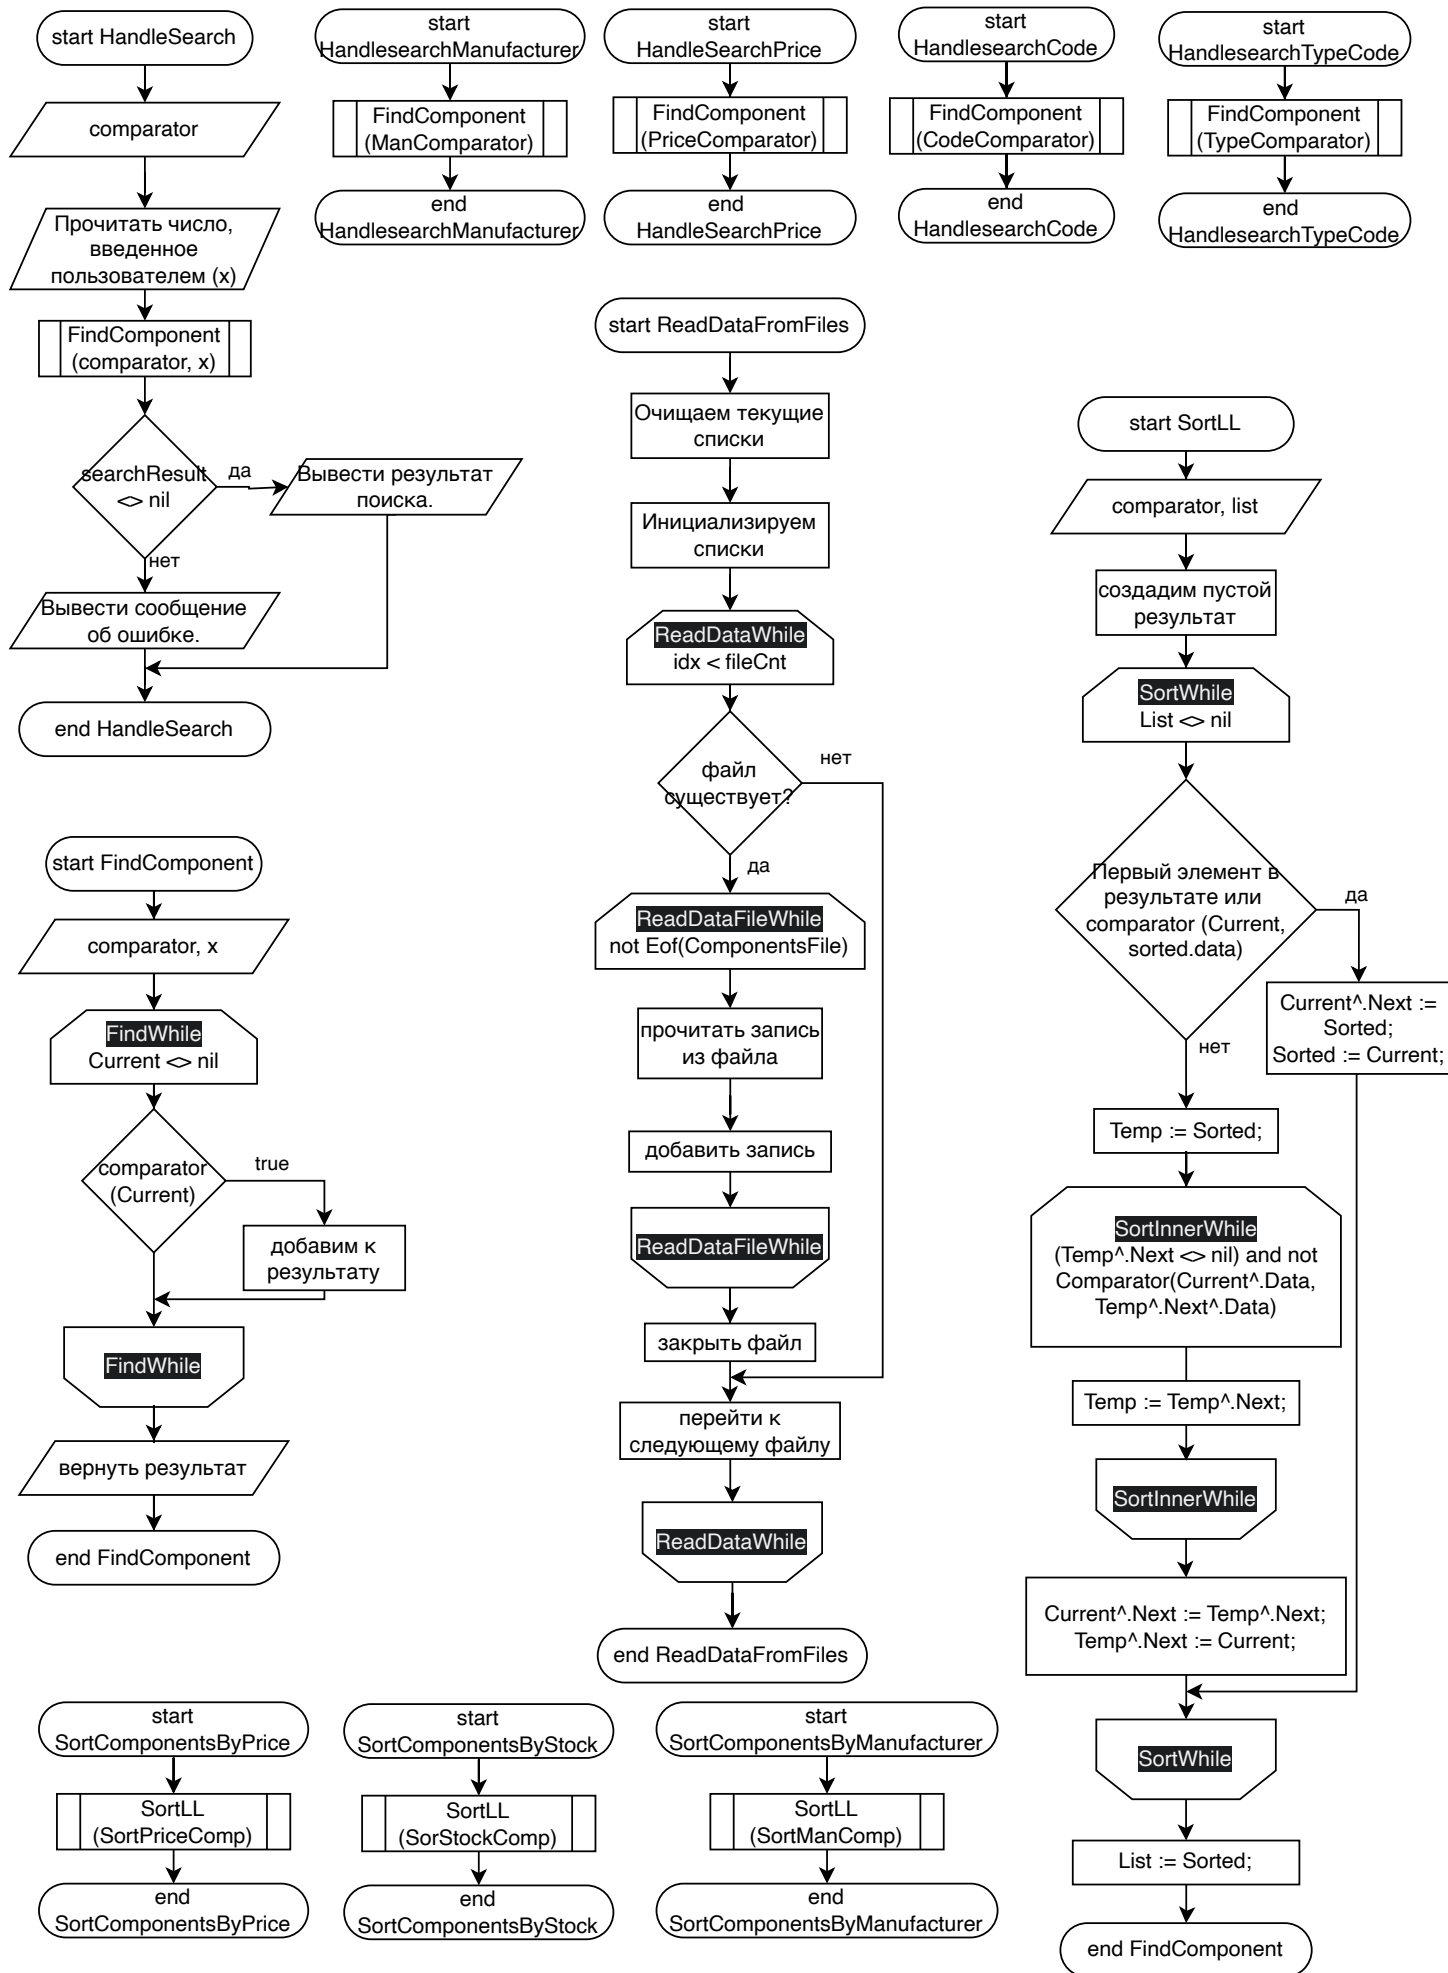 start HandleSearch
comparator
Прочитать число,
введенное
пользователем (x)
FindComponent
(comparator, x)
searchResult
<> nil
да
Вывести результат
поиска.
нет
Вывести сообщение
об ошибке.
end HandleSearch
start
HandlesearchManufacturer
FindComponent
(ManComparator)
end
HandlesearchManufacturer
start
HandleSearchPrice
FindComponent
(PriceComparator)
end
HandleSearchPrice
start
HandlesearchCode
FindComponent
(CodeComparator)
end
HandlesearchCode
start
HandlesearchTypeCode
FindComponent
(TypeComparator)
end
HandlesearchTypeCode
start FindComponent
comparator, x
FindWhile
Current <> nil
comparator
(Current)
true
добавим к
результату
FindWhile
вернуть результат
end FindComponent
start ReadDataFromFiles
Очищаем текущие
списки
Инициализируем
списки
ReadDataWhile
idx < fileCnt
файл
существует?
нет
да
ReadDataFileWhile
not Eof(ComponentsFile)
прочитать запись
из файла
добавить запись
ReadDataFileWhile
закрыть файл
перейти к
следующему файлу
ReadDataWhile
end ReadDataFromFiles
start SortLL
comparator, list
создадим пустой
результат
SortWhile
List <> nil
Первый элемент в
результате или
comparator (Current,
sorted.data)
да
Current^.Next :=
Sorted;
Sorted := Current;
нет
Temp := Sorted;
SortInnerWhile
(Temp^.Next <> nil) and not
Comparator(Current^.Data,
Temp^.Next^.Data)
Temp := Temp^.Next;
SortInnerWhile
Current^.Next := Temp^.Next;
Temp^.Next := Current;
SortWhile
List := Sorted;
end FindComponent
start
SortComponentsByPrice
SortLL
(SortPriceComp)
end
SortComponentsByPrice
start
SortComponentsByStock
SortLL
(SorStockComp)
end
SortComponentsByStock
start
SortComponentsByManufacturer
SortLL
(SortManComp)
end
SortComponentsByManufacturer